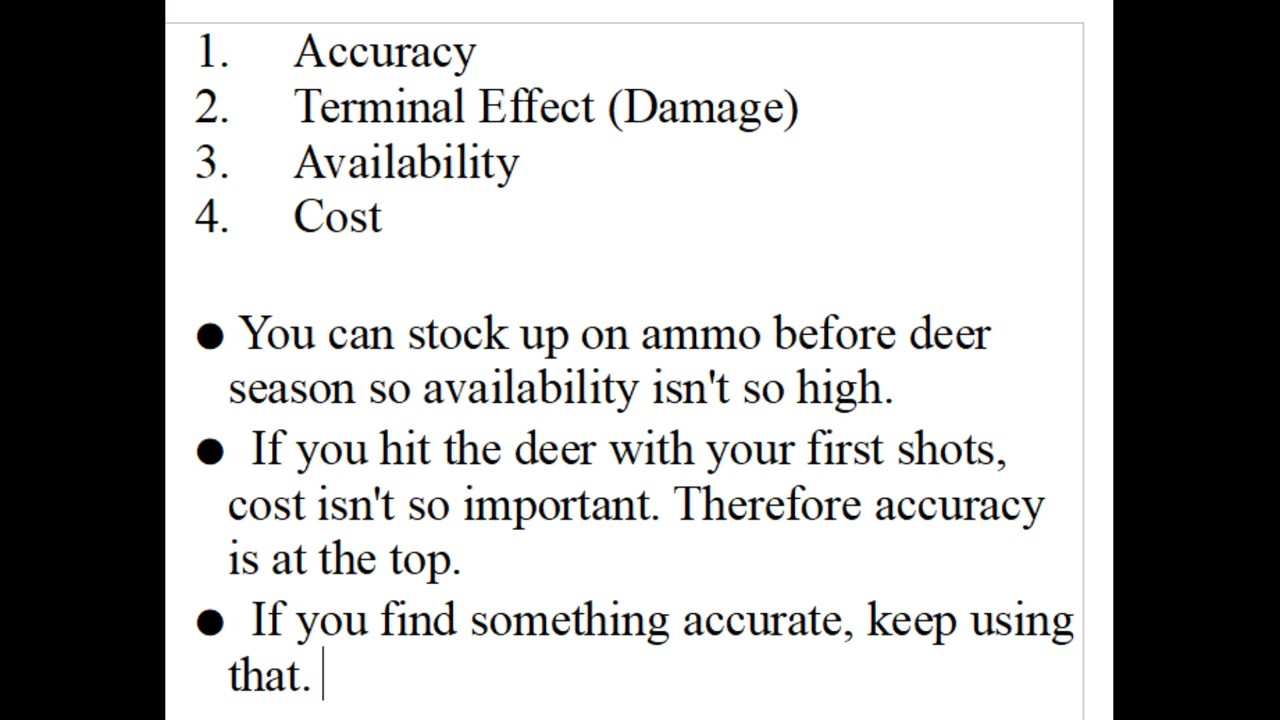 1. Accuracy
2. Terminal Effect (Damage)
3. Availability
4. Cost
● You can stock up on ammo before deer
season so availability isn't so high.
● If you hit the deer with your first shots,
cost isn't so important. Therefore accuracy
is at the top.
● If you find something accurate, keep using
that.